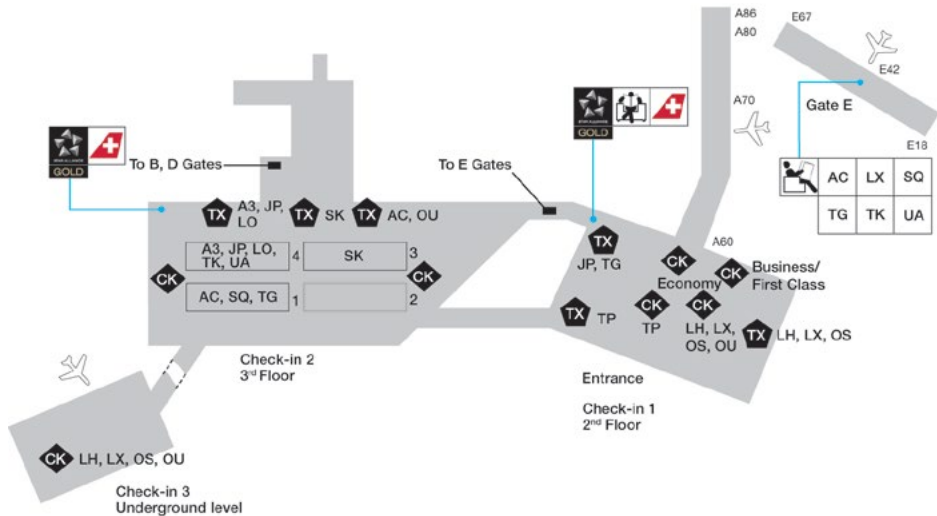 A86
A80
E67
E42
A70
Gate E
E18
STAR ALLIANCE
GOLD
STAR ALLIANCE
GOLD
To B, D Gates
To E Gates
AC LX SQ
TG TK UA
TX A3, JP,
LO
TX SK
TX AC, OU
TX
JP, TG
A60
CK
CK
Business/
First Class
Economy
A3, JP, LO,
TK, UA
4
SK
3
CK
CK
AC, SQ, TG
1
2
TX TP
CK
TP
CK
LH, LX,
OS, OU
TX LH, LX, OS
Check-in 2
3rd Floor
Entrance
Check-in 1
2nd Floor
CK LH, LX, OS, OU
Check-in 3
Underground level